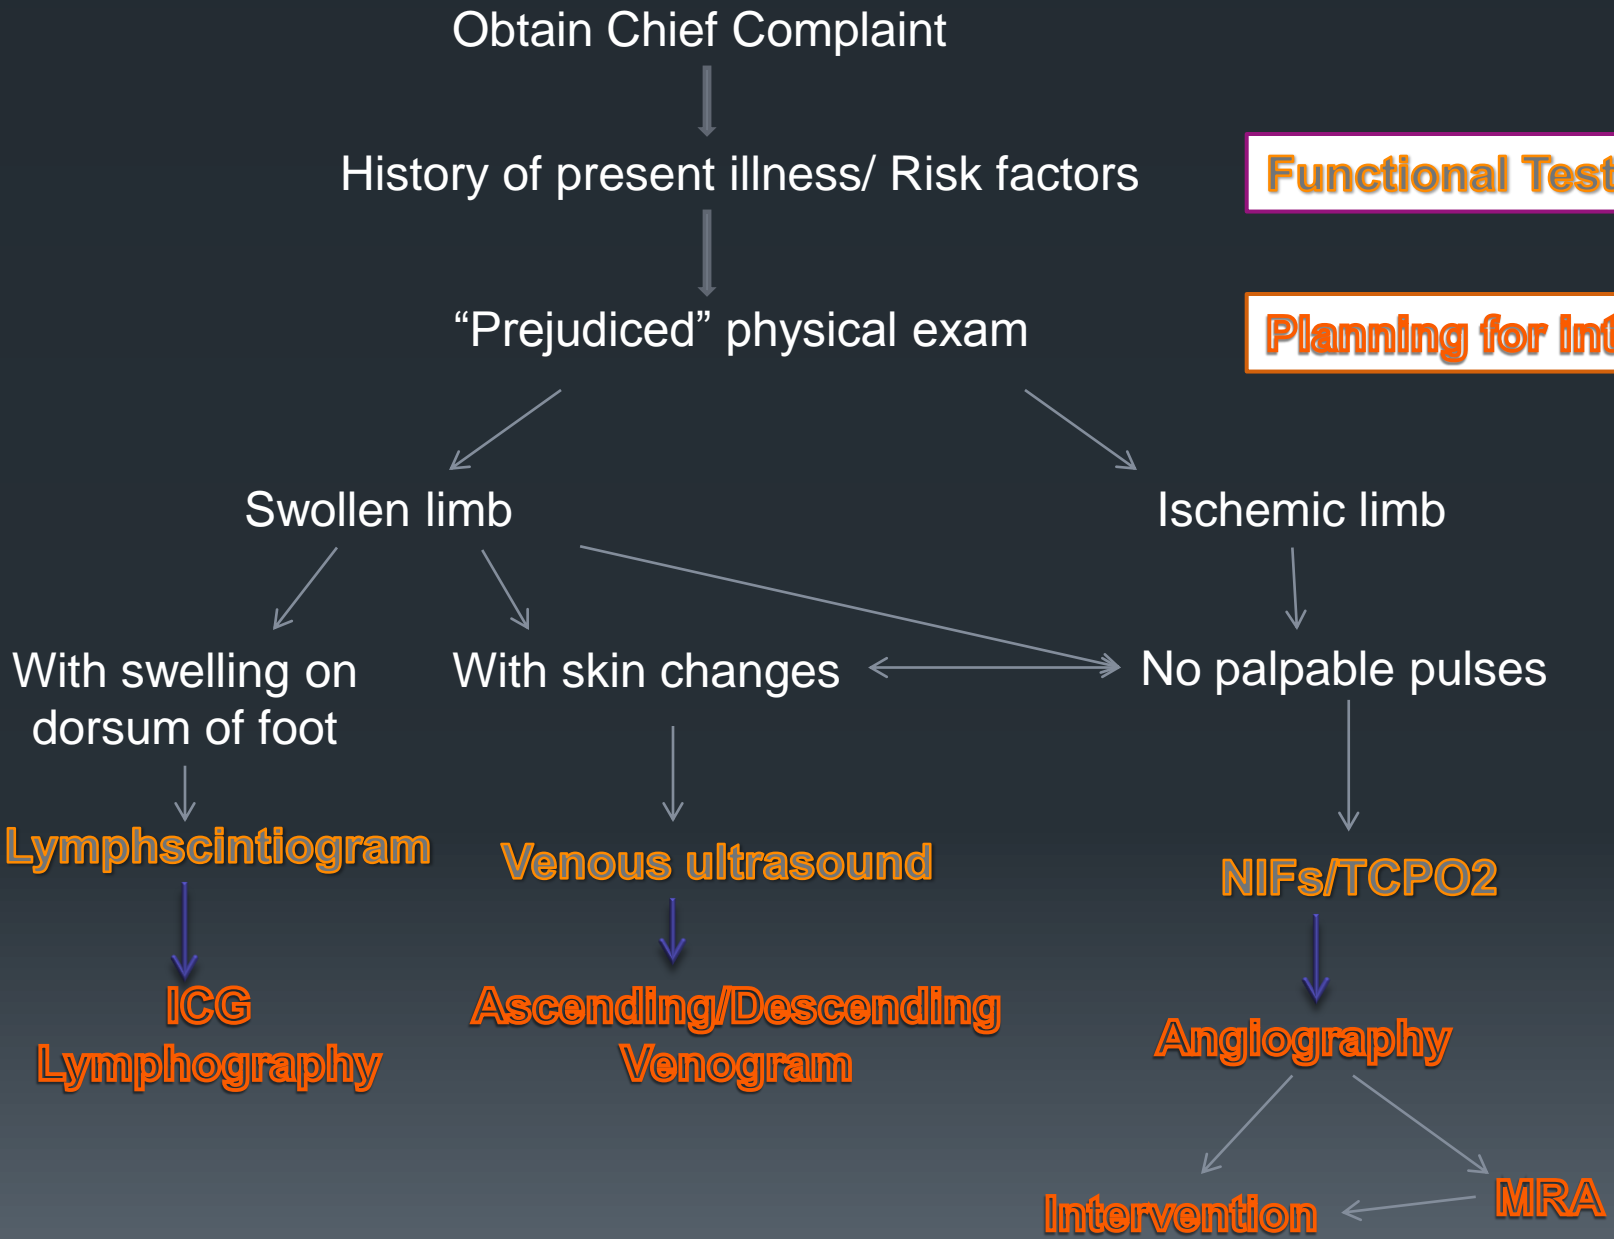 Obtain Chief Complaint
History of present illness/ Risk factors
Functional Test
“Prejudiced” physical exam
Planning for
Swollen limb
Ischemic limb
With swelling on
dorsum of foot
With skin changes
No palpable pulses
Lymphscintiogram
Venous ultrasound
NIFs/TCPO2
ICG
Lymphography
Ascending/Descending
Venogram
Angiography
Intervention
MRA